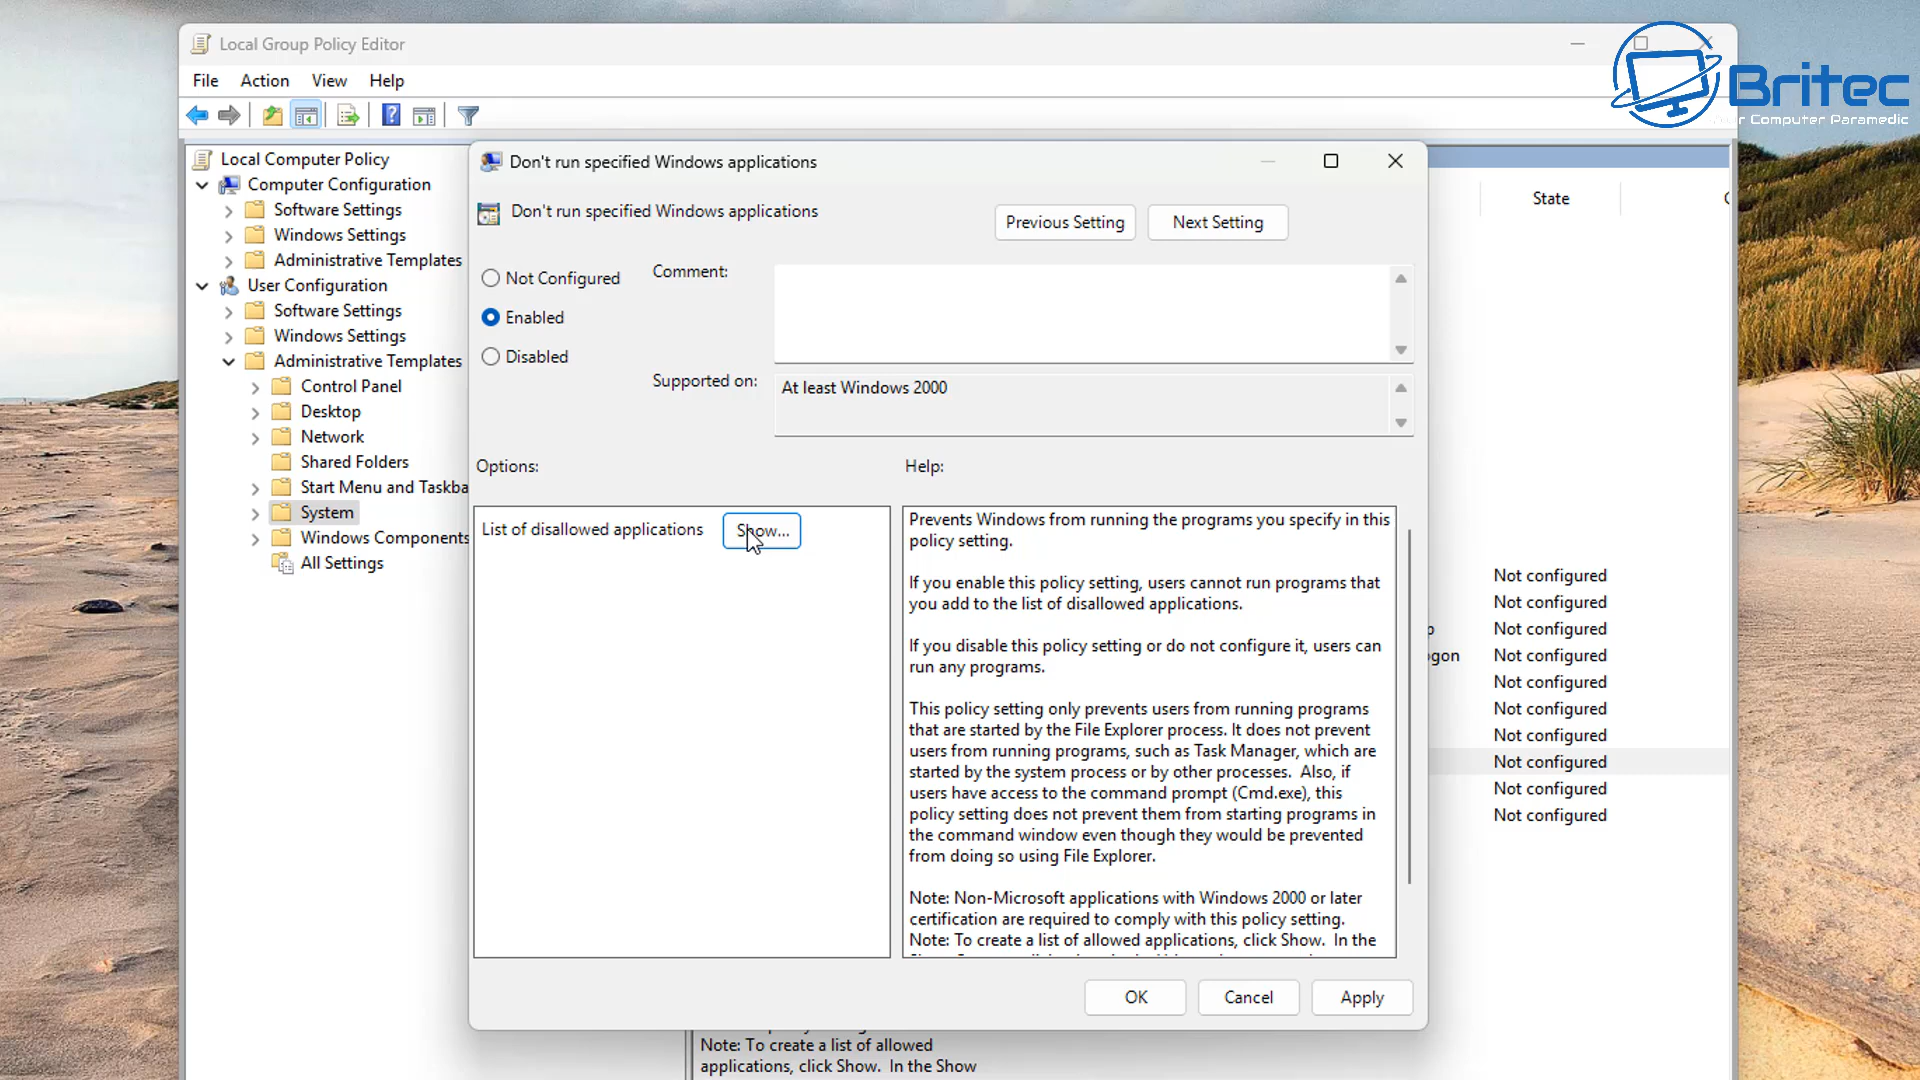 Local Group Policy Editor
File Action View Help
Britec
Your Computer Paramedic
Local Computer Policy
Computer Configuration
Software Settings
Windows Settings
Administrative Templates
User Configuration
Software Settings
Windows Settings
Administrative Templates
Control Panel
Desktop
Network
Shared Folders
Start Menu and Taskba
System
Windows Components
All Settings
Don't run specified Windows applications
Don't run specified Windows applications
Previous Setting
Next Setting
Not Configured
Enabled
Disabled
Comment:
Supported on:
At least Windows 2000
Options:
Help:
List of disallowed applications
Show...
Prevents Windows from running the programs you specify in this
policy setting.
If you enable this policy setting, users cannot run programs that
you add to the list of disallowed applications.
If you disable this policy setting or do not configure it, users can
run any programs.
This policy setting only prevents users from running programs
that are started by the File Explorer process. It does not prevent
users from running programs, such as Task Manager, which are
started by the system process or by other processes. Also, if
users have access to the command prompt (Cmd.exe), this
policy setting does not prevent them from starting programs in
the command window even though they would be prevented
from doing so using File Explorer.
Note: Non-Microsoft applications with Windows 2000 or later
certification are required to comply with this policy setting.
Note: To create a list of allowed applications, click Show. In the
OK
Cancel
Apply
State
Not configured
Not configured
p Not configured
ogon Not configured
Not configured
Not configured
Not configured
Not configured
Not configured
Not configured
Note: To create a list of allowed
applications, click Show. In the Show